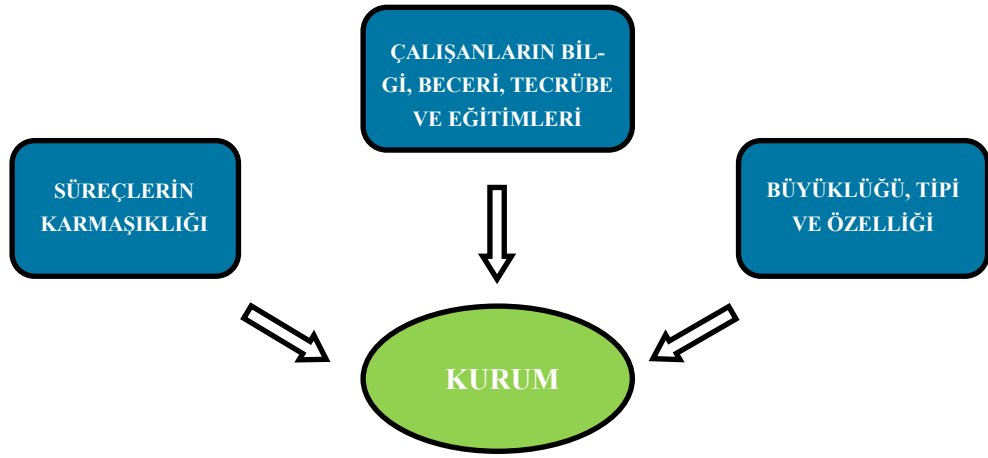 ÇALIŞANLARIN BİL-
Gİ, BECERİ, TECRÜBE
VE EĞİTİMLERİ
SÜREÇLERİN
KARMAŞIKLIĞI
BÜYÜKLÜĞÜ, TİPİ
VE ÖZELLİĞİ
KURUM